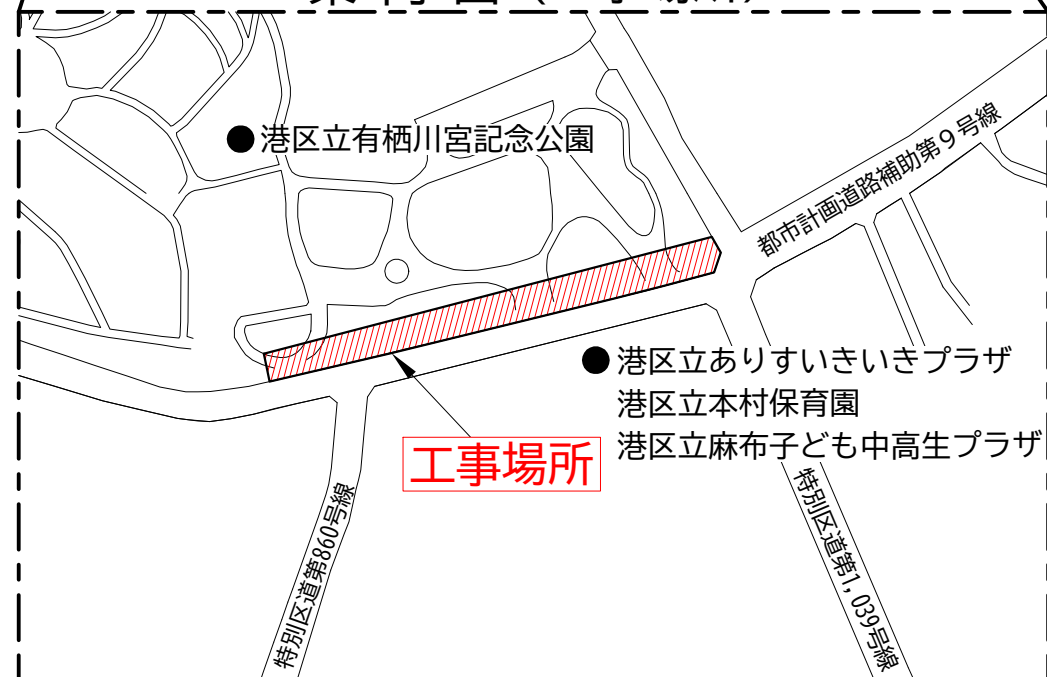 港区立有栖川宮記念公園
都市計画道路補助第9号線
港区立ありすいきいきプラザ
港区立本村保育園
港区立麻布子ども中高生プラザ
工事場所
特別区道第860号線
特別区道第1,039号線